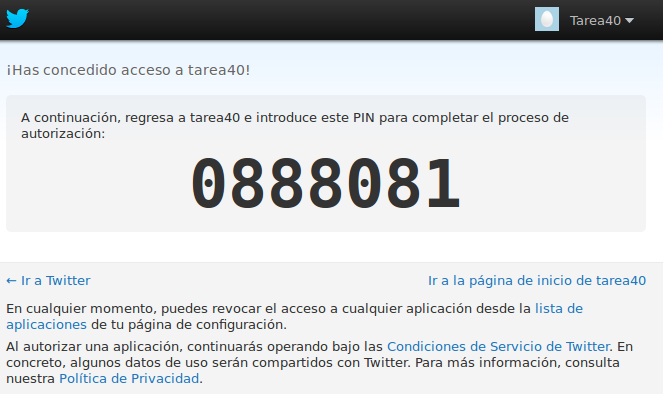 Tarea40
¡Has concedido acceso a tarea40!
A continuación, regresa a tarea40 e introduce este PIN para completar el proceso de
autorización:
0888081
← Ir a Twitter
Ir a la página de inicio de tarea40
En cualquier momento, puedes revocar el acceso a cualquier aplicación desde la lista de
aplicaciones de tu página de configuración.
Al autorizar una aplicación, continuarás operando bajo las Condiciones de Servicio de Twitter. En
concreto, algunos datos de uso serán compartidos con Twitter. Para más información, consulta
nuestra Política de Privacidad.